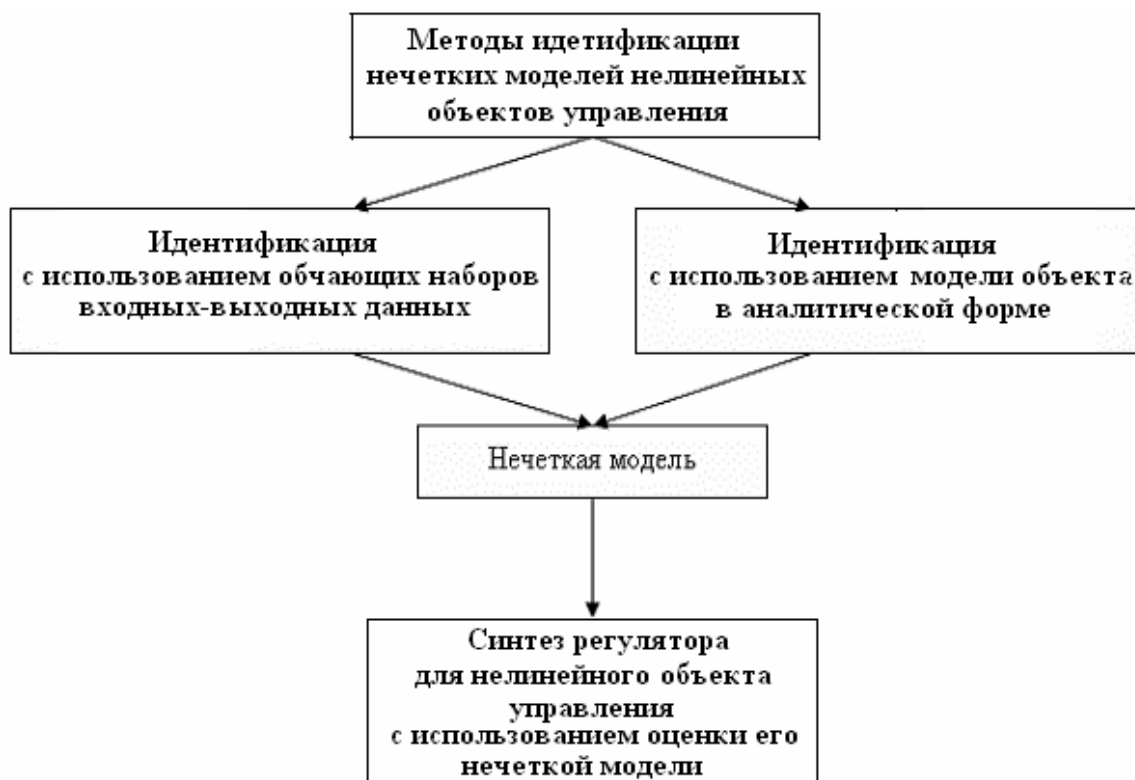 Методы идетификации
нечетких моделей нелинейных
объектов управления
Идентификация
с использованием обчающих наборов
входных-выходных данных
Идентификация
с использованием модели объекта
в аналитической форме
Нечеткая модель
Синтез регулятора
для нелинейного объекта
управления
с использованием оценки его
нечеткой модели